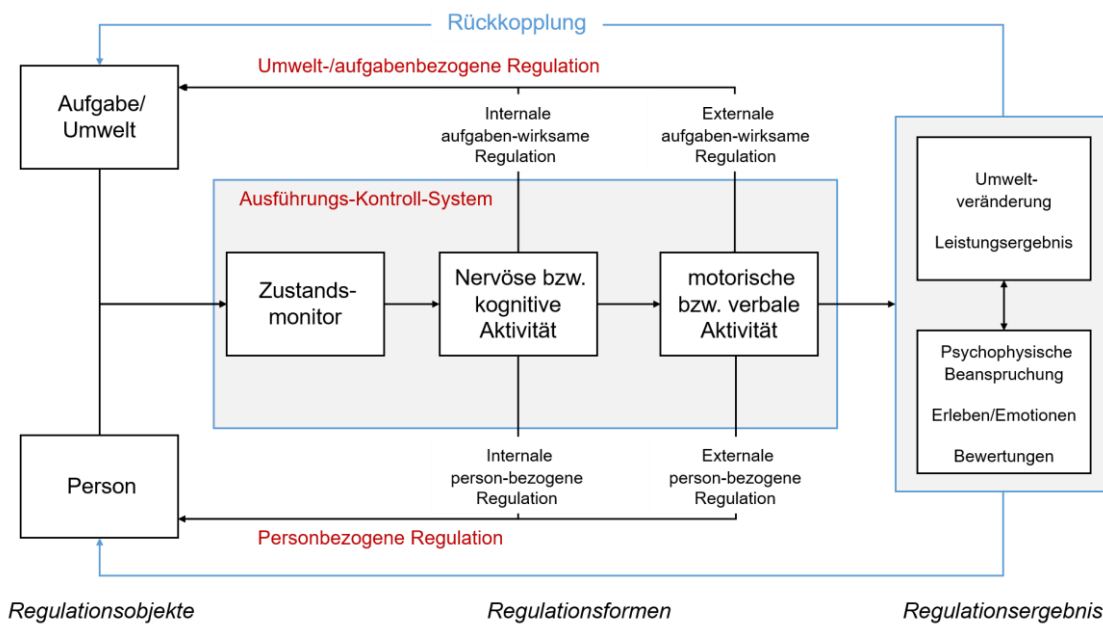 Rückkopplung
Umwelt-/aufgabenbezogene Regulation
Aufgabe/
Umwelt
Internale
aufgaben-wirksame
Regulation
Externale
aufgaben-wirksame
Regulation
Ausführungs-Kontroll-System
Zustands-
monitor
Nervöse bzw.
kognitive
Aktivität
motorische
bzw. verbale
Aktivität
Umwelt-
veränderung
Leistungsergebnis
Psychophysische
Beanspruchung
Erleben/Emotionen
Bewertungen
Person
Internale
person-bezogene
Regulation
Externale
person-bezogene
Regulation
Personbezogene Regulation
Regulationsobjekte
Regulationsformen
Regulationsergebnis